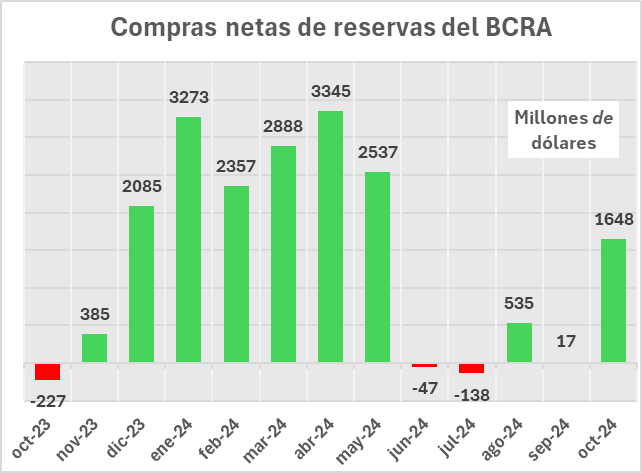 Compras netas de reservas del BCRA
Millones de
dólares
-227
385
2085
3273
2357
2888
3345
2537
-47
-138
535
17
1648
oct-23
nov-23
dic-23
ene-24
feb-24
mar-24
abr-24
may-24
jun-24
jul-24
ago-24
sep-24
oct-24